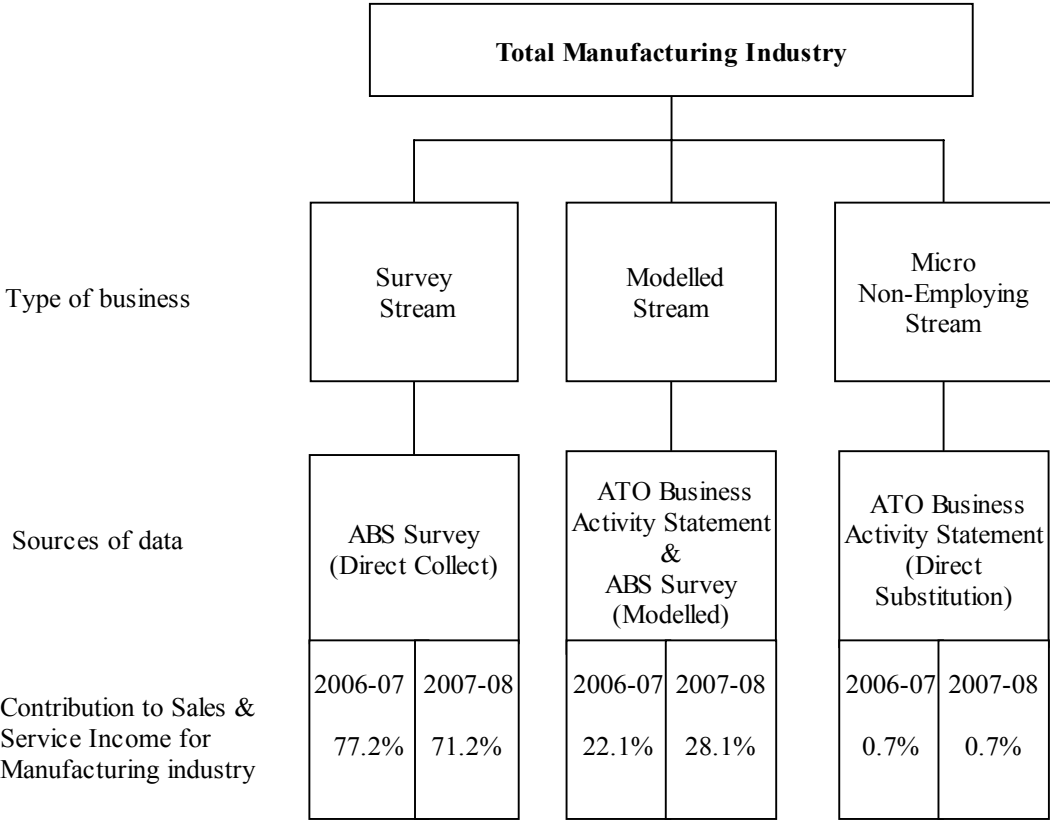 Total Manufacturing Industry
Type of business
Survey
Stream
Modelled
Stream
Micro
Non-Employing
Stream
Sources of data
ABS Survey
(Direct Collect)
ATO Business
Activity Statement
&
ABS Survey
(Modelled)
ATO Business
Activity Statement
(Direct
Substitution)
Contribution to Sales &
Service Income for
Manufacturing industry
2006-07 2007-08
77.2% 71.2%
2006-07 2007-08
22.1% 28.1%
2006-07 2007-08
0.7% 0.7%